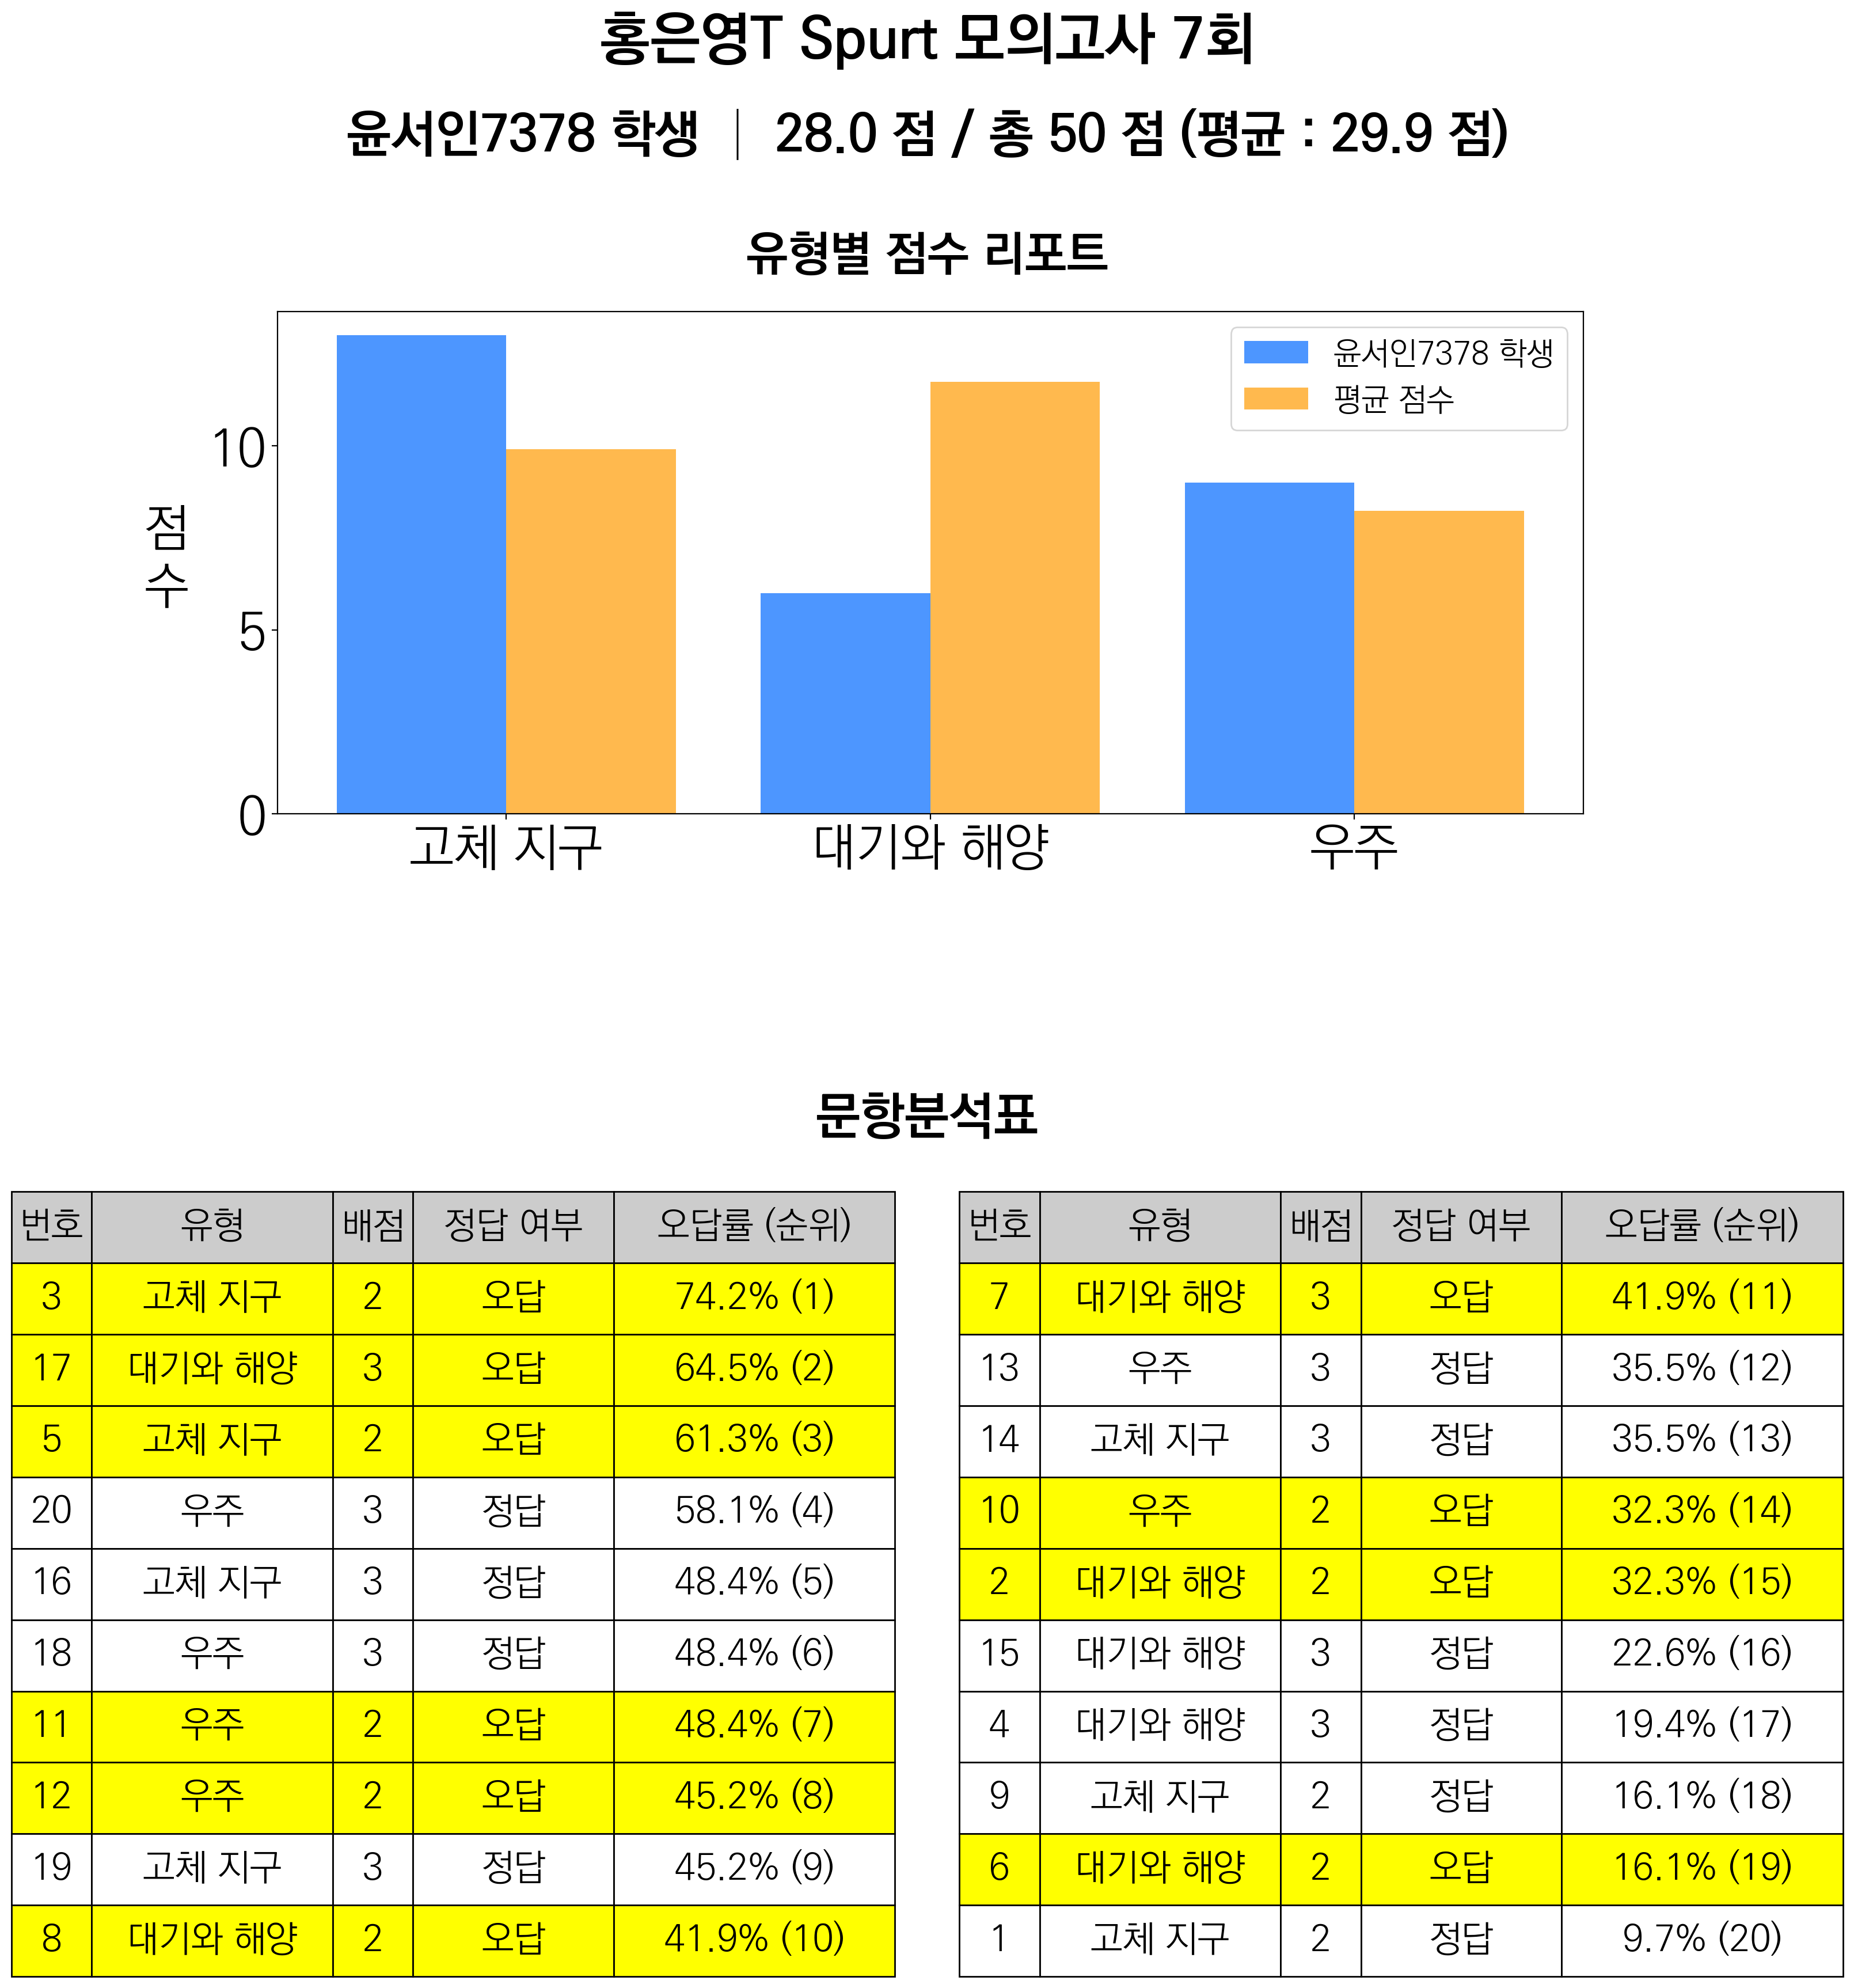 홍은영T Spurt 모의고사 7회
윤서인7378 학생 | 28.0 점 / 총 50 점 (평균 : 29.9 점)
유형별 점수 리포트
윤서인7378 학생
평균 점수
점수
10
5
0
고체 지구 대기와 해양 우주
문항분석표
번호 유형 배점 정답 여부 오답률 (순위)
3 고체 지구 2 오답 74.2% (1)
17 대기와 해양 3 오답 64.5% (2)
5 고체 지구 2 오답 61.3% (3)
20 우주 3 정답 58.1% (4)
16 고체 지구 3 정답 48.4% (5)
18 우주 3 정답 48.4% (6)
11 우주 2 오답 48.4% (7)
12 우주 2 오답 45.2% (8)
19 고체 지구 3 정답 45.2% (9)
8 대기와 해양 2 오답 41.9% (10)
번호 유형 배점 정답 여부 오답률 (순위)
7 대기와 해양 3 오답 41.9% (11)
13 우주 3 정답 35.5% (12)
14 고체 지구 3 정답 35.5% (13)
10 우주 2 오답 32.3% (14)
2 대기와 해양 2 오답 32.3% (15)
15 대기와 해양 3 정답 22.6% (16)
4 대기와 해양 3 정답 19.4% (17)
9 고체 지구 2 정답 16.1% (18)
6 대기와 해양 2 오답 16.1% (19)
1 고체 지구 2 정답 9.7% (20)